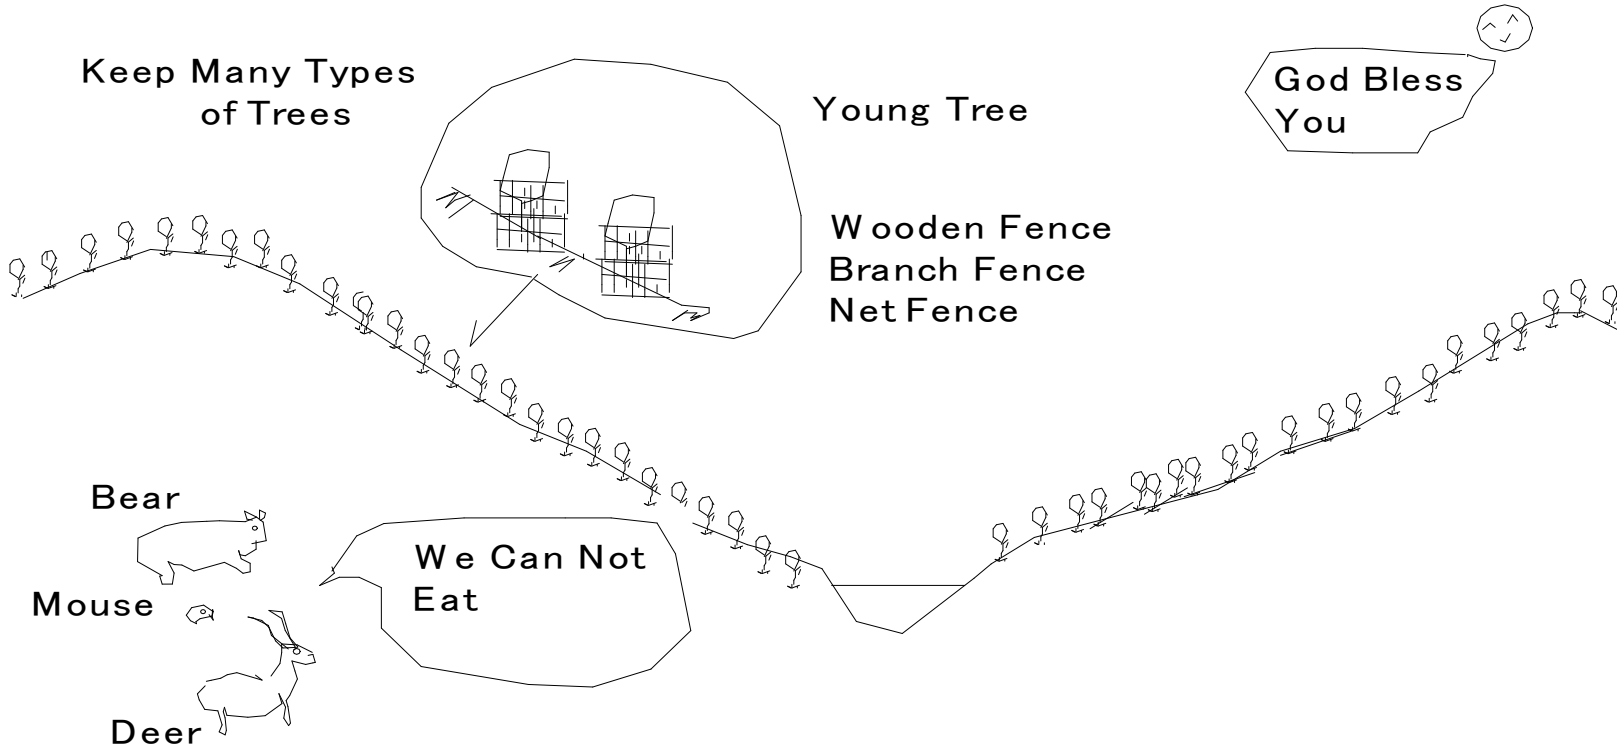 Keep Many Types
of Trees
Young Tree
God Bless
You
Wooden Fence
Branch Fence
Net Fence
Bear
We Can Not
Eat
Mouse
Deer